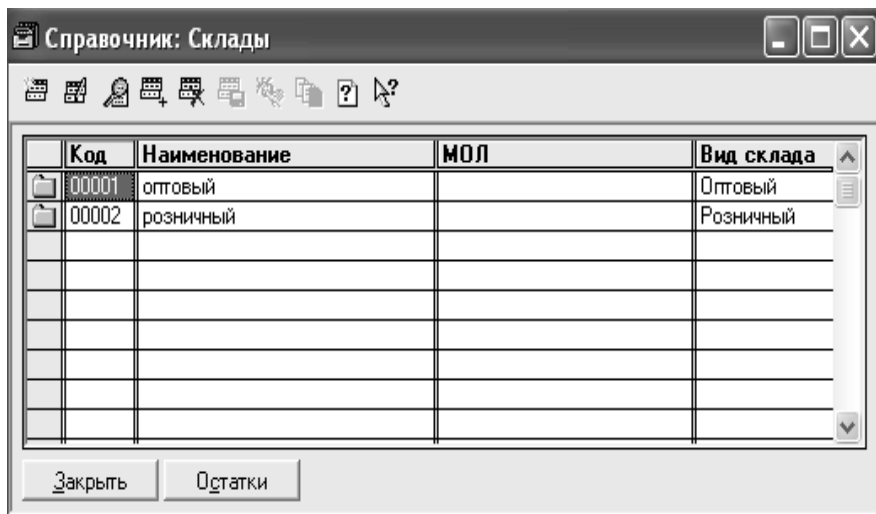 Справочник: Склады
Код Наименование МОЛ Вид склада
00001 оптовый Оптовый
00002 розничный Розничный
Закрыть Остатки